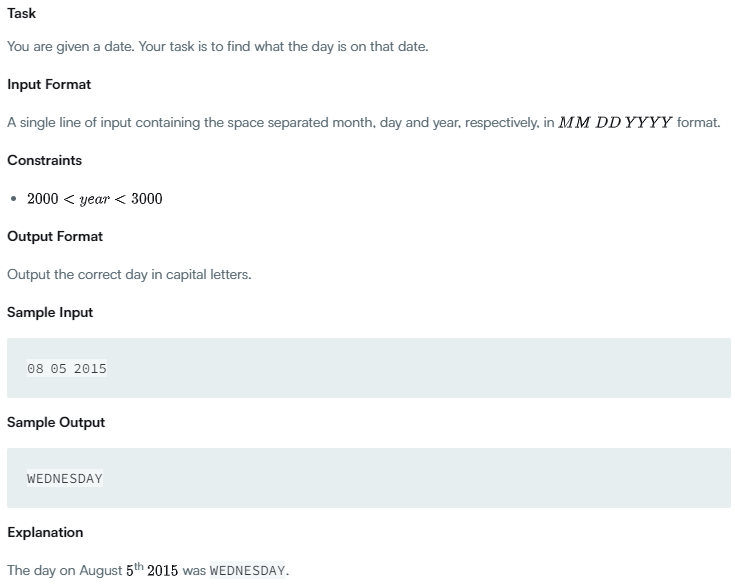 Task
You are given a date. Your task is to find what the day is on that date.
Input Format
A single line of input containing the space separated month, day and year, respectively, in MM DD YYYY format.
Constraints
• 2000 < year < 3000
Output Format
Output the correct day in capital letters.
Sample Input
08 05 2015
Sample Output
WEDNESDAY
Explanation
The day on August 5th 2015 was WEDNESDAY.